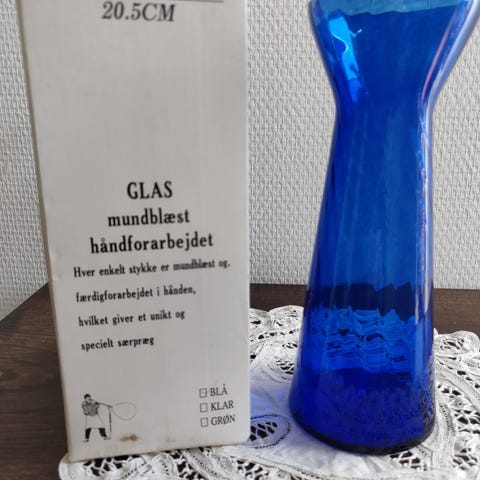 20.5CM
GLAS
mundblæst
håndforarbejdet
Hver enkelt stykke er mundblæst og.
færdigforarbejdet i hånden,
hvilket giver et unikt og
specielt særpræg
BLÅ
KLAR
GRØN